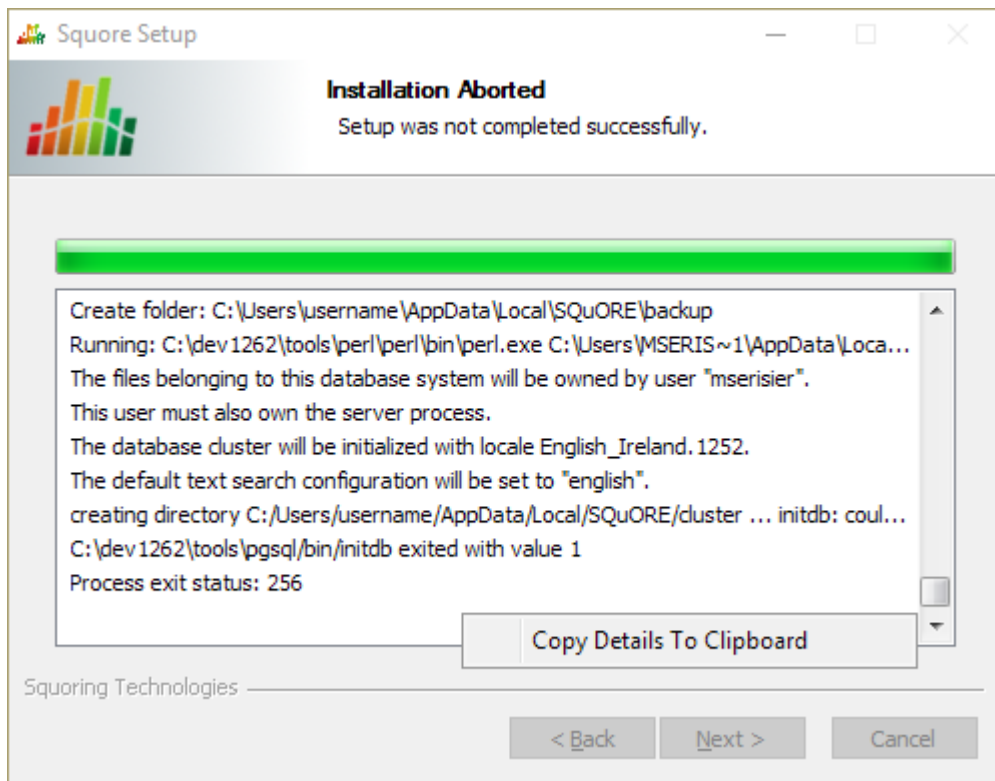 Squore Setup
Installation Aborted
Setup was not completed successfully.
Create folder: C:\Users\username\AppData\Local\SQuORE\backup
Running: C:\dev1262\tools\perl\perl\bin\perl.exe C:\Users\MSERIS~1\AppData\Loca...
The files belonging to this database system will be owned by user "mserisier".
This user must also own the server process.
The database cluster will be initialized with locale English_Ireland.1252.
The default text search configuration will be set to "english".
creating directory C:/Users/username/AppData/Local/SQuORE/cluster ... initdb: coul...
C:\dev1262\tools\pgsql/bin/initdb exited with value 1
Process exit status: 256
Copy Details To Clipboard
Squoring Technologies
< Back Next > Cancel